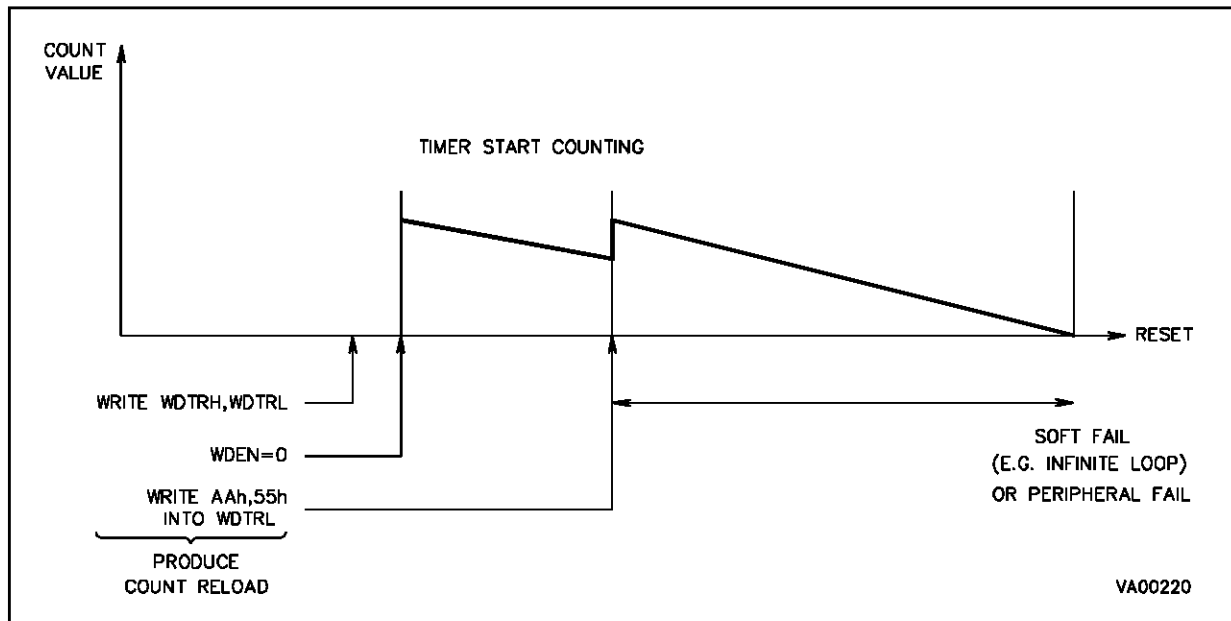 COUNT
VALUE
TIMER START COUNTING
RESET
WRITE WDTRH,WDTRL
WDEN=0
WRITE AAh,55h
INTO WDTRL
PRODUCE
COUNT RELOAD
SOFT FAIL
(E.G. INFINITE LOOP)
OR PERIPHERAL FAIL
VA00220